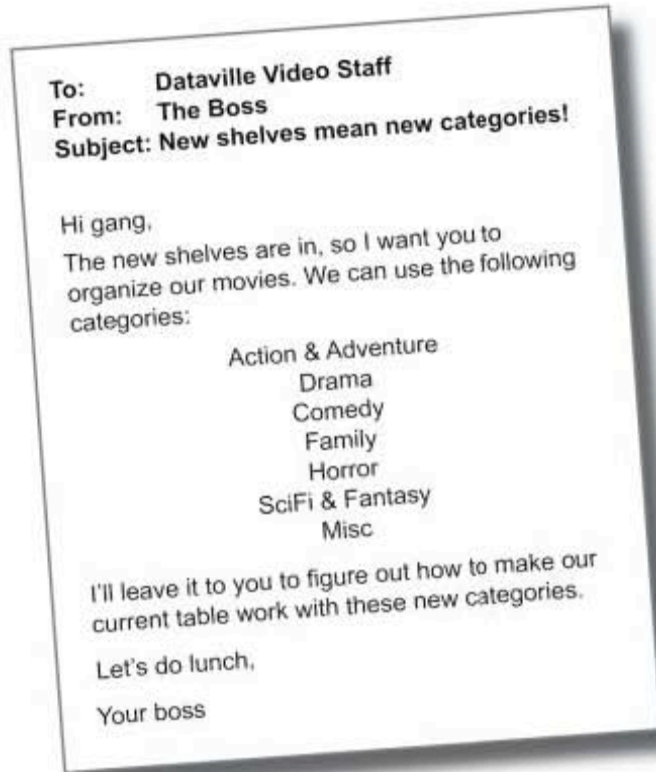 To: Dataville Video Staff
From: The Boss
Subject: New shelves mean new categories!
Hi gang,
The new shelves are in, so I want you to
organize our movies. We can use the following
categories:
Action & Adventure
Drama
Comedy
Family
Horror
SciFi & Fantasy
Misc
I'll leave it to you to figure out how to make our
current table work with these new categories.
Let's do lunch,
Your boss